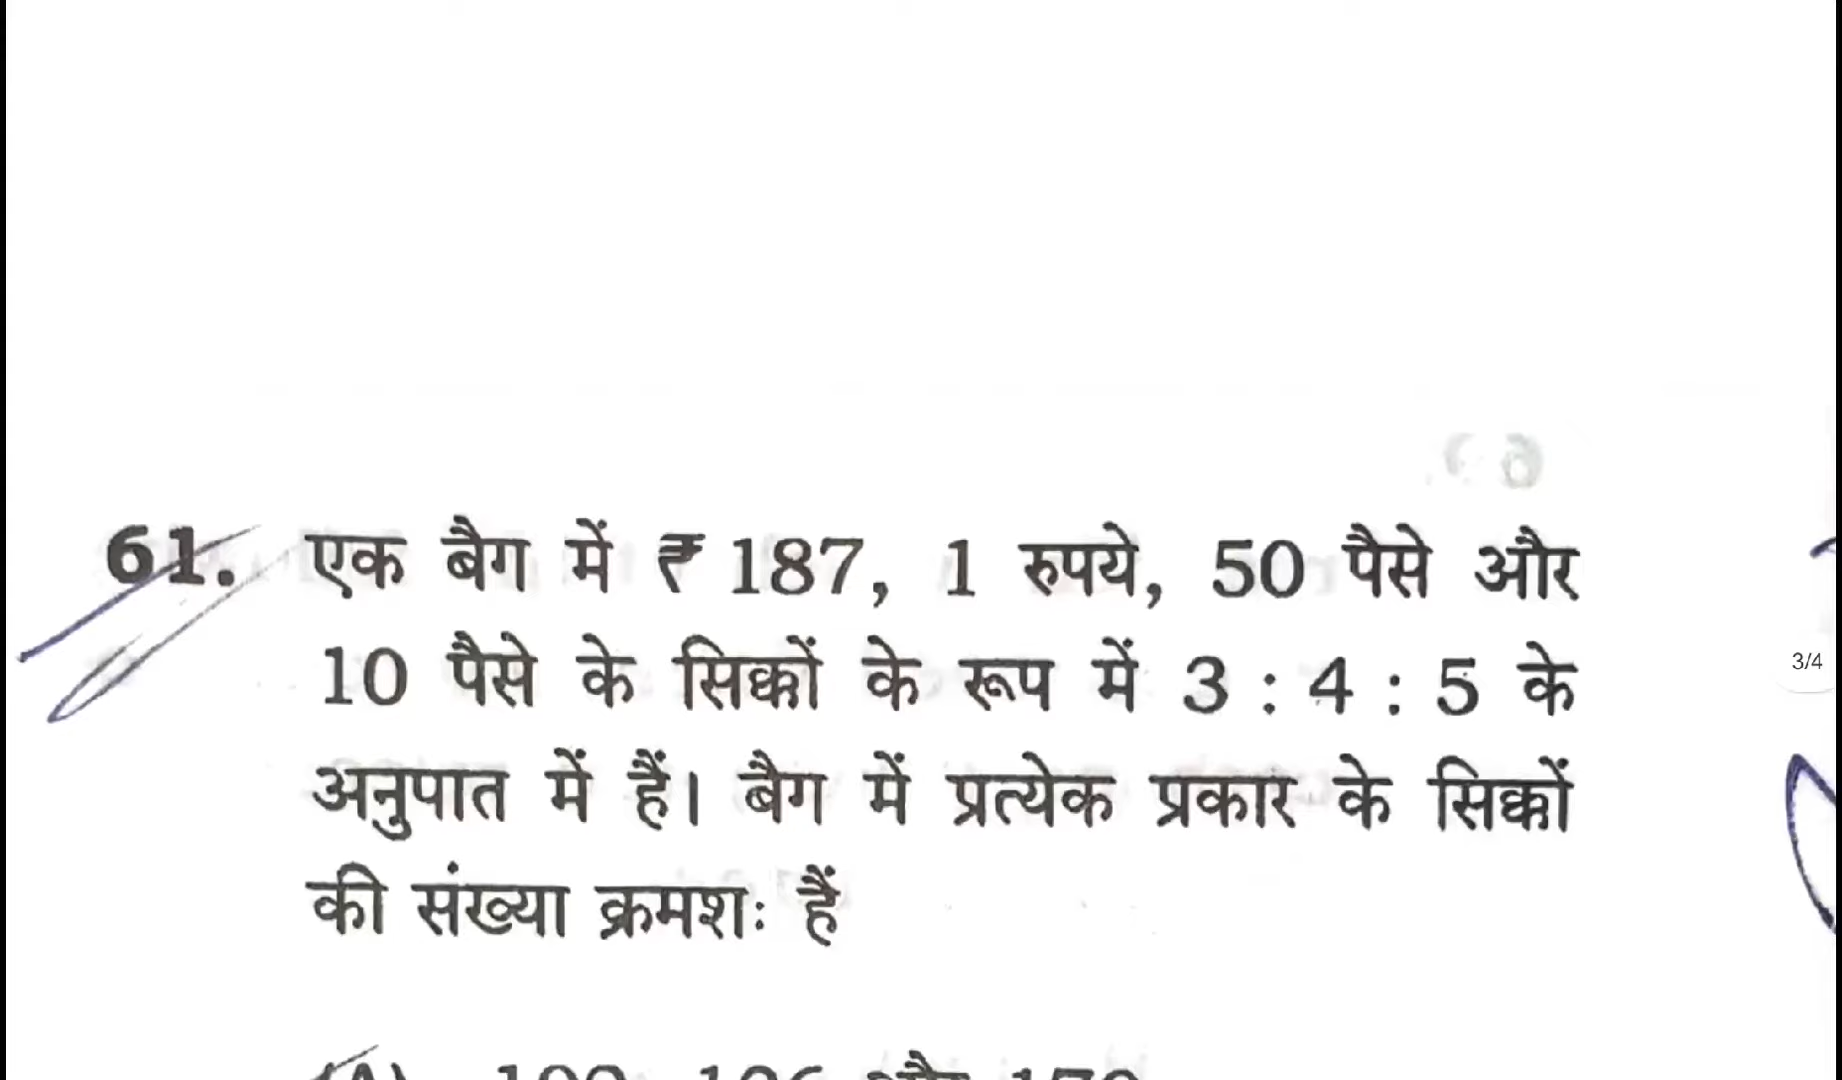 61. एक बैग में ₹ 187, 1 रुपये, 50 पैसे और
10 पैसे के सिक्कों के रूप में 3 : 4 : 5 के
3/4
अनुपात में हैं। बैग में प्रत्येक प्रकार के सिक्कों
की संख्या क्रमशः हैं